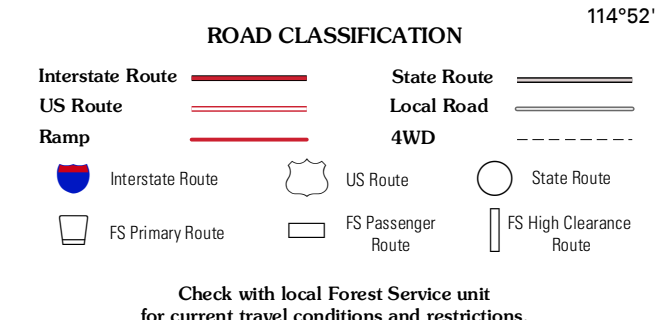 114°52'
ROAD CLASSIFICATION
Interstate Route
State Route
US Route
Local Road
Ramp
4WD
Interstate Route
US Route
State Route
FS Primary Route
FS Passenger
Route
FS High Clearance
Route
Check with local Forest Service unit
for current travel conditions and restrictions.